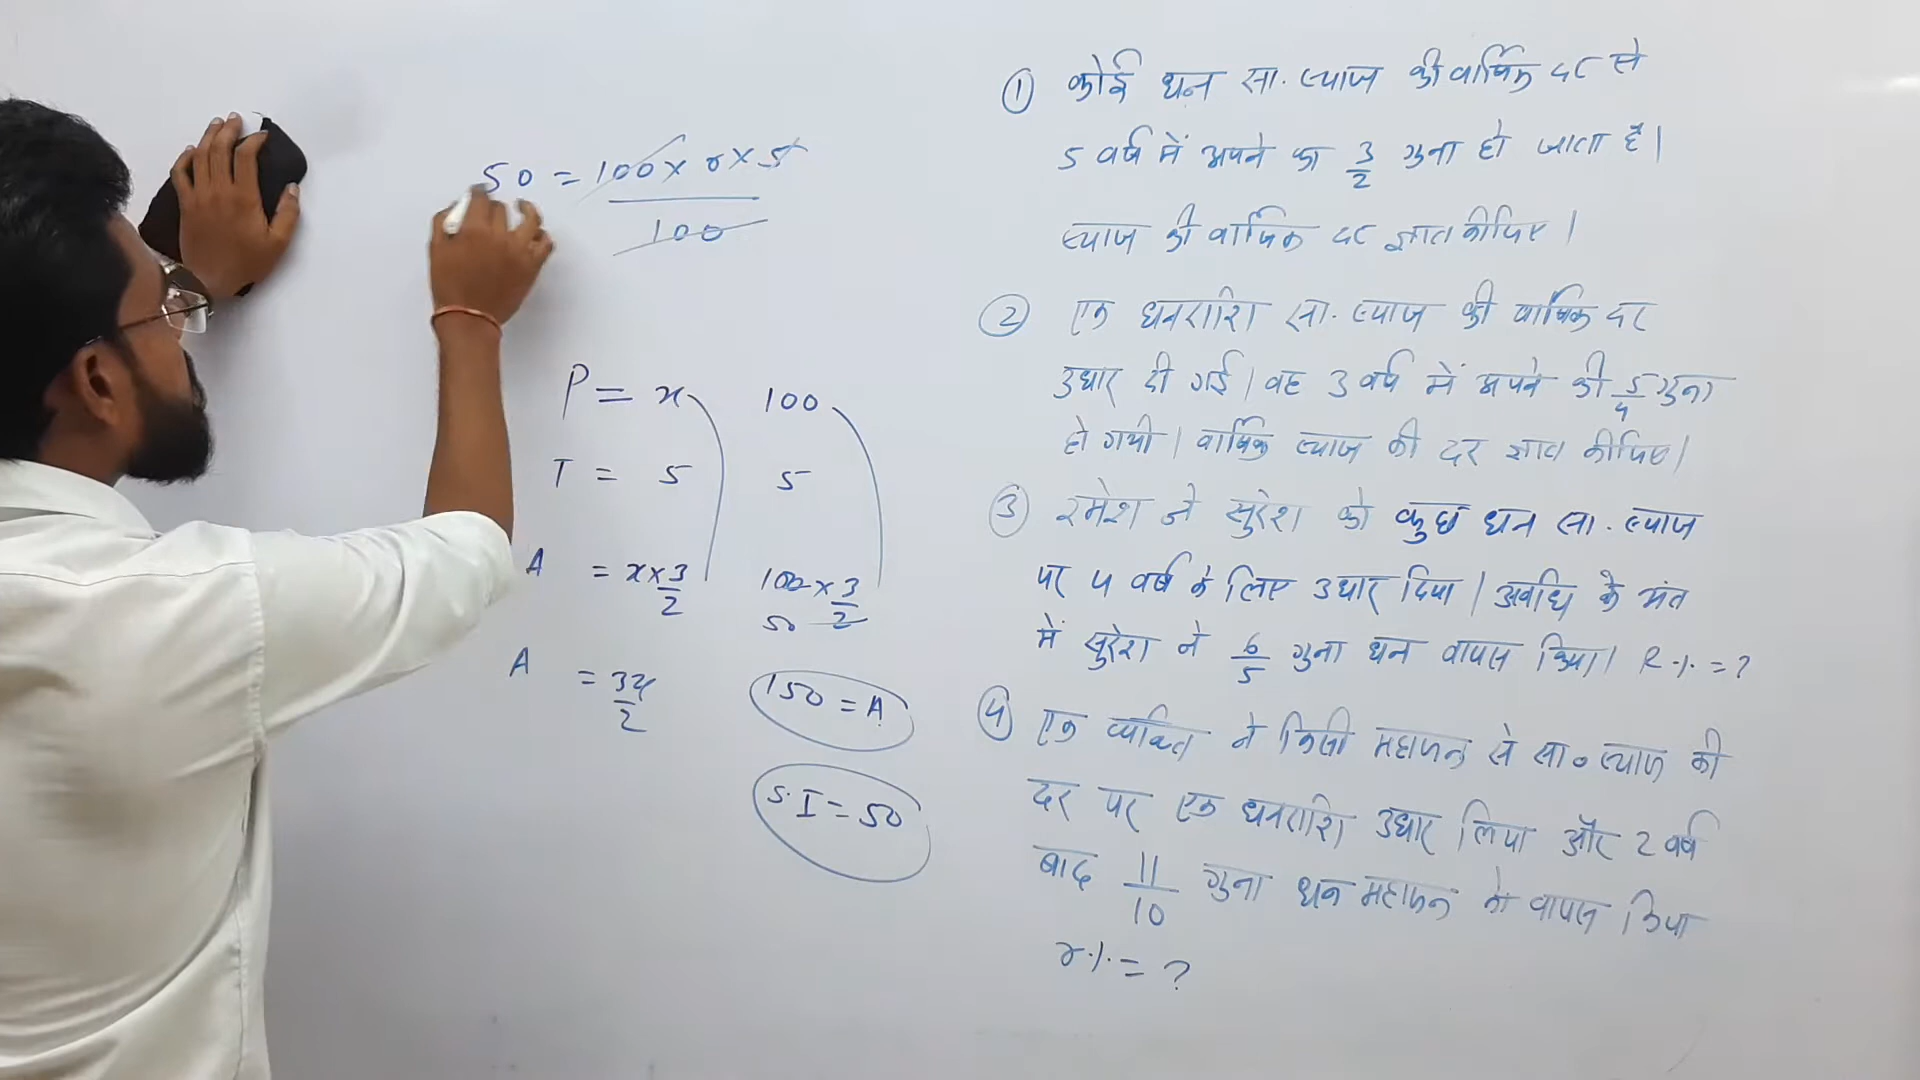 50 = 100 × r × 5
100
P = x 100
T = 5 5
A = x × 3/2 100 × 3/2
50
A = 3x/2 150 = A
S.I = 50
① कोई धन सा. ब्याज की वार्षिक दर से
5 वर्ष में अपने का 3/2 गुना हो जाता है।
ब्याज की वार्षिक दर ज्ञात कीजिए।
② एक धनराशि सा. ब्याज की वार्षिक दर
उधार दी गई। वह 3 वर्ष में अपने की 5/4 गुना
हो गयी। वार्षिक ब्याज की दर ज्ञात कीजिए।
③ रमेश ने सुरेश को कुछ धन सा. ब्याज
पर 4 वर्ष के लिए उधार दिया। अवधि के अंत
में सुरेश ने 6/5 गुना धन वापस किया। R % = ?
④ एक व्यक्ति ने किसी महाजन से सा० ब्याज की
दर पर एक धनराशि उधार लिया और 2 वर्ष
बाद 11/10 गुना धन महाजन को वापस किया
r % = ?